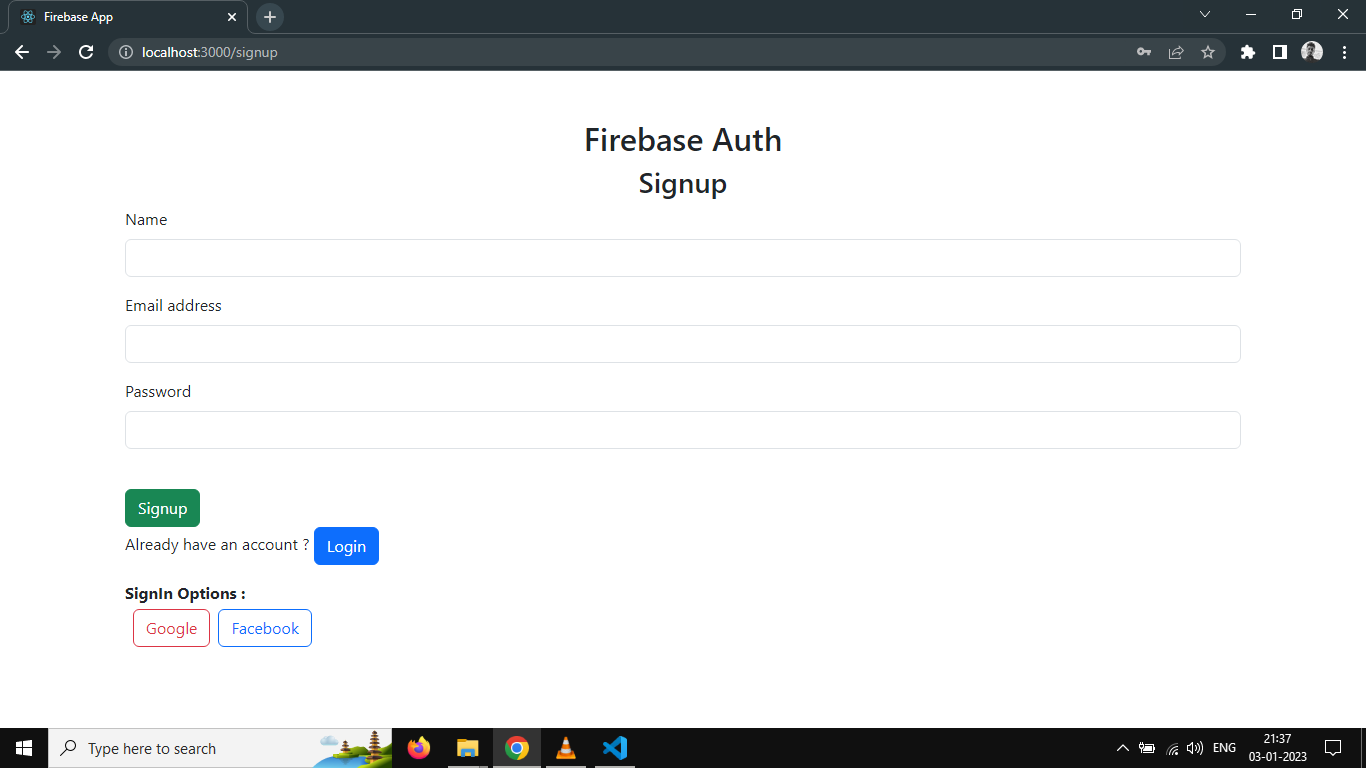 Firebase App
localhost:3000/signup
Firebase Auth
Signup
Name
Email address
Password
Signup
Already have an account ? Login
SignIn Options :
Google Facebook
Type here to search
ENG
21:37
03-01-2023